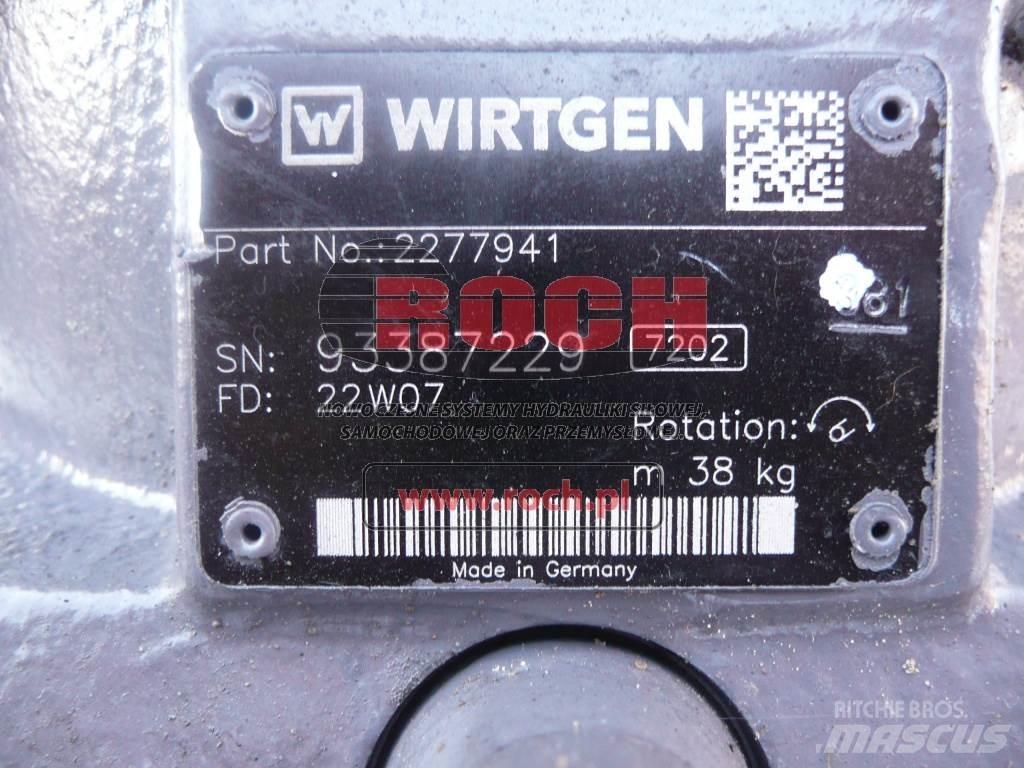 W WIRTGEN
Part No.: 2277941
ROCH
SN: 93387229 7202
FD: 22W07
NOWOCZESNE SYSTEMY HYDRAULIKI SIŁOWEJ,
SAMOCHODOWEJ ORAZ PRZEMYSŁOWEJ.
Rotation:
m 38 kg
www.roch.pl
Made in Germany
RITCHIE BROS.
MASCUS